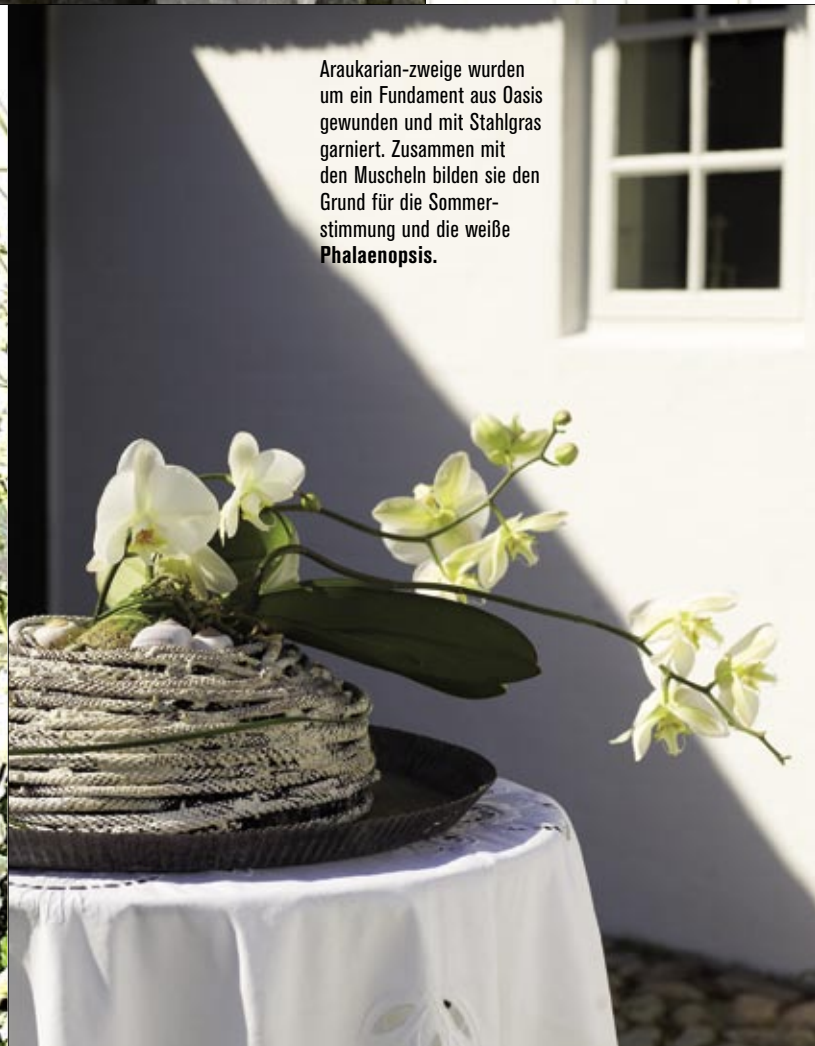 Araukarian-zweige wurden
um ein Fundament aus Oasis
gewunden und mit Stahlgras
garniert. Zusammen mit
den Muscheln bilden sie den
Grund für die Sommer-
stimmung und die weiße
Phalaenopsis.